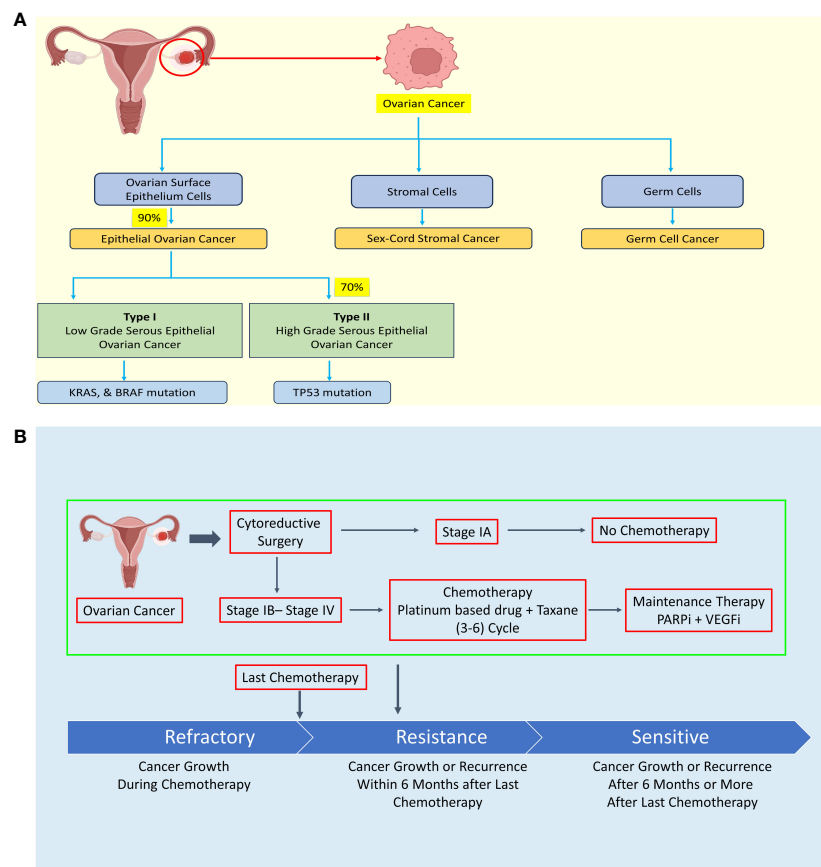 A
Ovarian Cancer
Ovarian Surface
Epithelium Cells
Stromal Cells
Germ Cells
90%
Epithelial Ovarian Cancer
Sex-Cord Stromal Cancer
Germ Cell Cancer
70%
Type I
Low Grade Serous Epithelial
Ovarian Cancer
Type II
High Grade Serous Epithelial
Ovarian Cancer
KRAS, & BRAF mutation
TP53 mutation
B
Cytoreductive
Surgery
Stage IA
No Chemotherapy
Ovarian Cancer
Stage IB– Stage IV
Chemotherapy
Platinum based drug + Taxane
(3-6) Cycle
Maintenance Therapy
PARPi + VEGFi
Last Chemotherapy
Refractory
Resistance
Sensitive
Cancer Growth
During Chemotherapy
Cancer Growth or Recurrence
Within 6 Months after Last
Chemotherapy
Cancer Growth or Recurrence
After 6 Months or More
After Last Chemotherapy